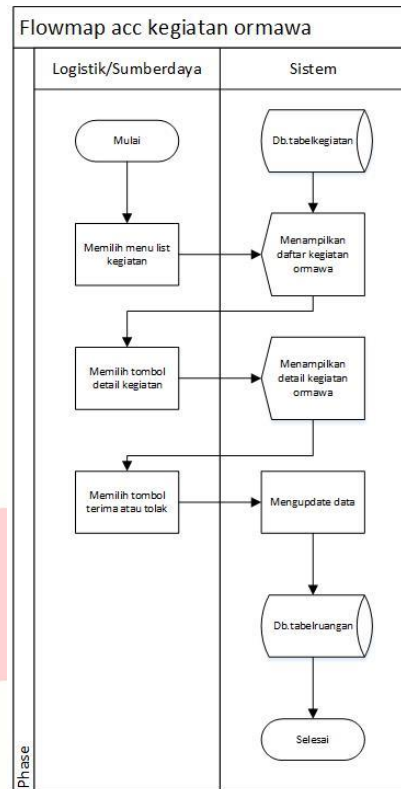 Flowmap acc kegiatan ormawa
Logistik/Sumberdaya
Sistem
Mulai
Db.tabelkegiatan
Memilih menu list
kegiatan
Menampilkan
daftar kegiatan
ormawa
Memilih tombol
detail kegiatan
Menampilkan
detail kegiatan
ormawa
Memilih tombol
terima atau tolak
Mengupdate data
Db.tabelruangan
Selesai
Phase